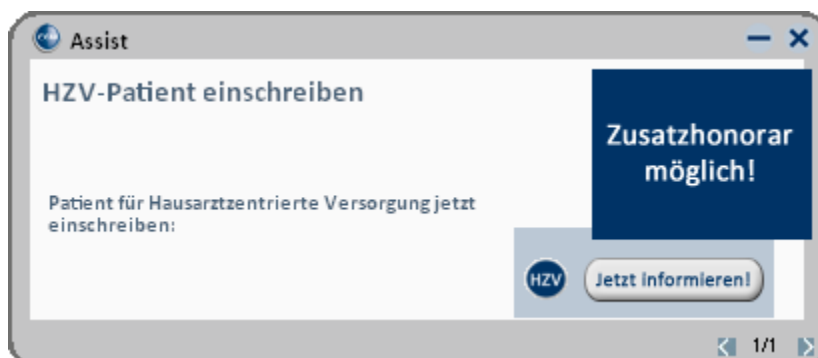 Assist
HZV-Patient einschreiben
Zusatzhonorar
möglich!
Patient für Hausarztzentrierte Versorgung jetzt
einschreiben:
HZV
Jetzt informieren!
1/1